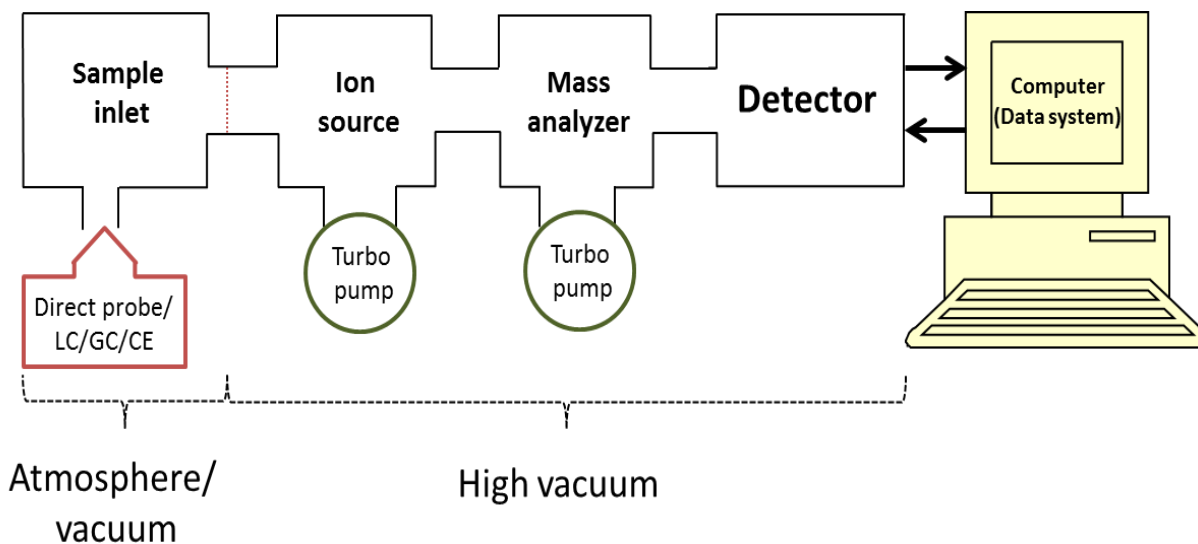 Sample
inlet
Ion
source
Mass
analyzer
Detector
Computer
(Data system)
Direct probe/
LC/GC/CE
Turbo
pump
Turbo
pump
Atmosphere/
vacuum
High vacuum